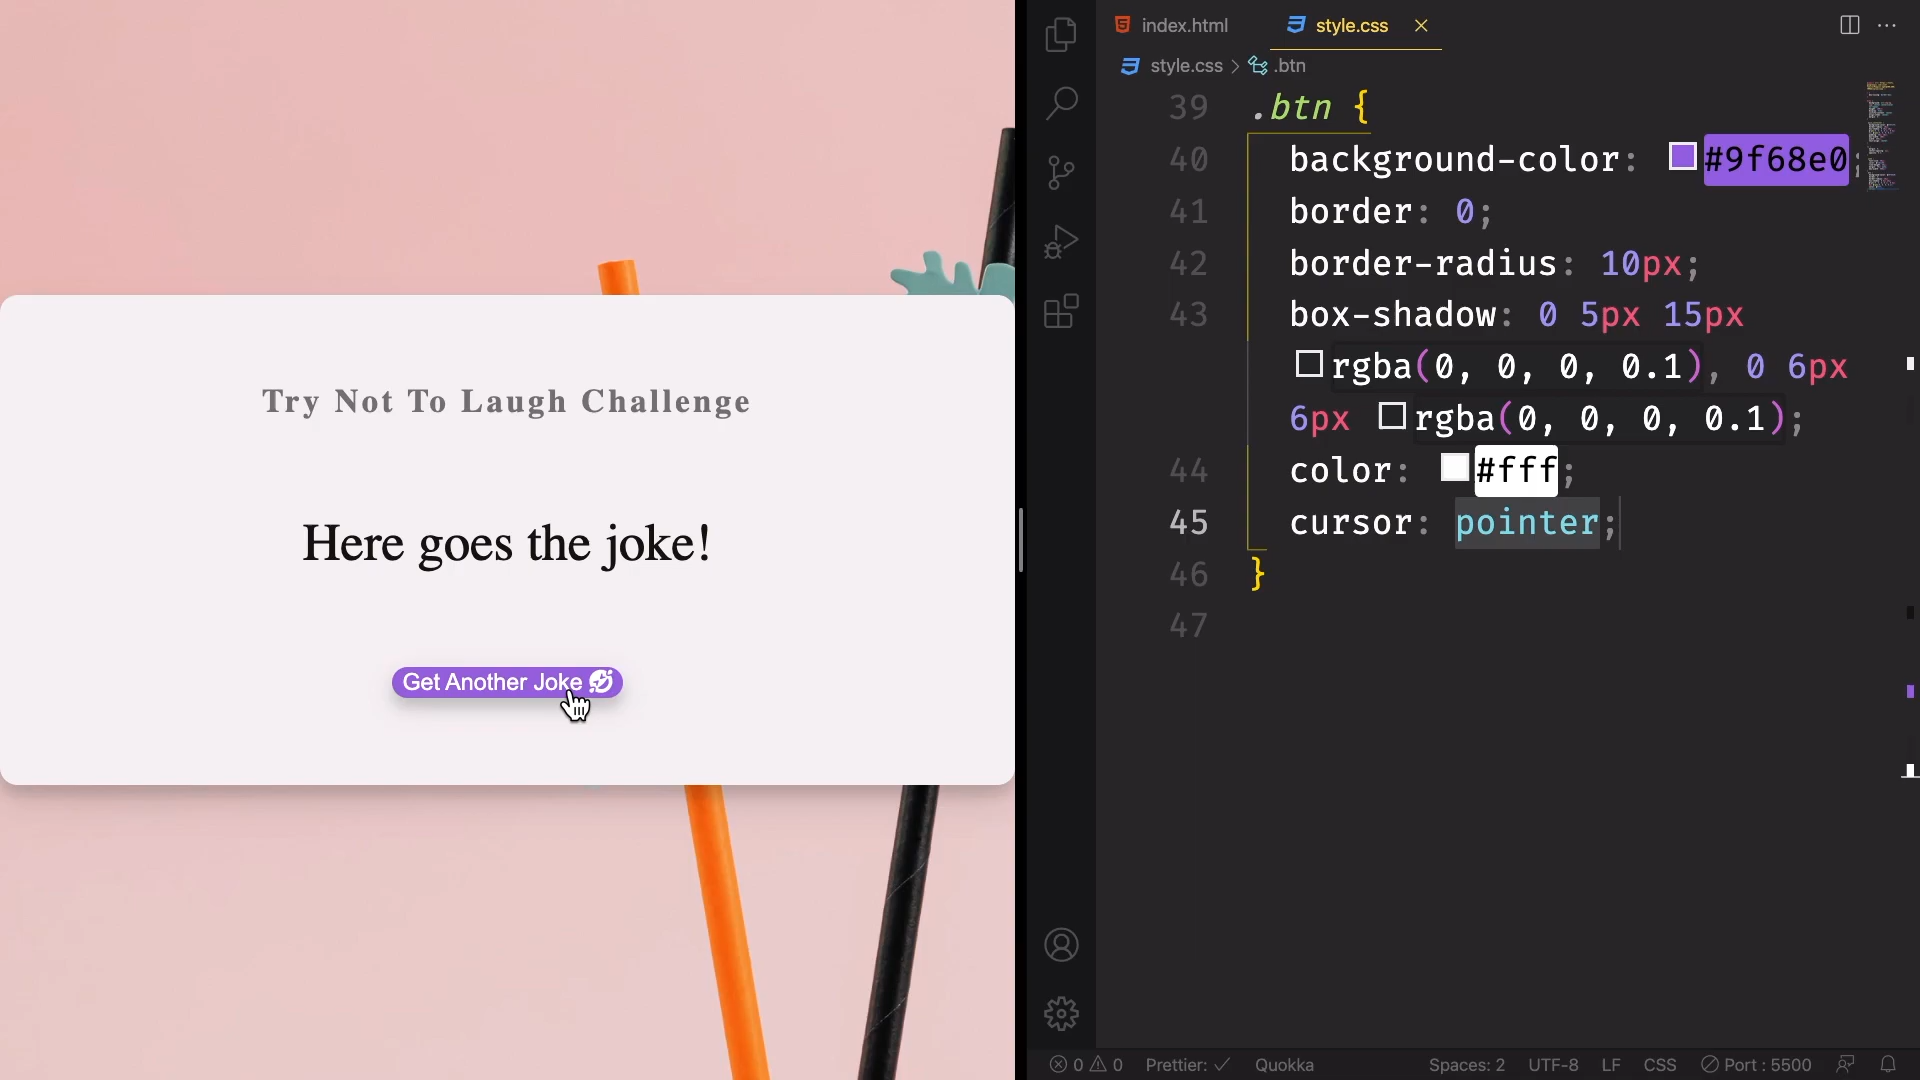 Try Not To Laugh Challenge
Here goes the joke!
Get Another Joke
index.html
style.css
style.css > .btn
39 .btn {
40 background-color: #9f68e0;
41 border: 0;
42 border-radius: 10px;
43 box-shadow: 0 5px 15px
rgba(0, 0, 0, 0.1), 0 6px
6px rgba(0, 0, 0, 0.1);
44 color: #fff;
45 cursor: pointer;
46 }
47
0 0 Prettier: ✓ Quokka Spaces: 2 UTF-8 LF CSS Port : 5500